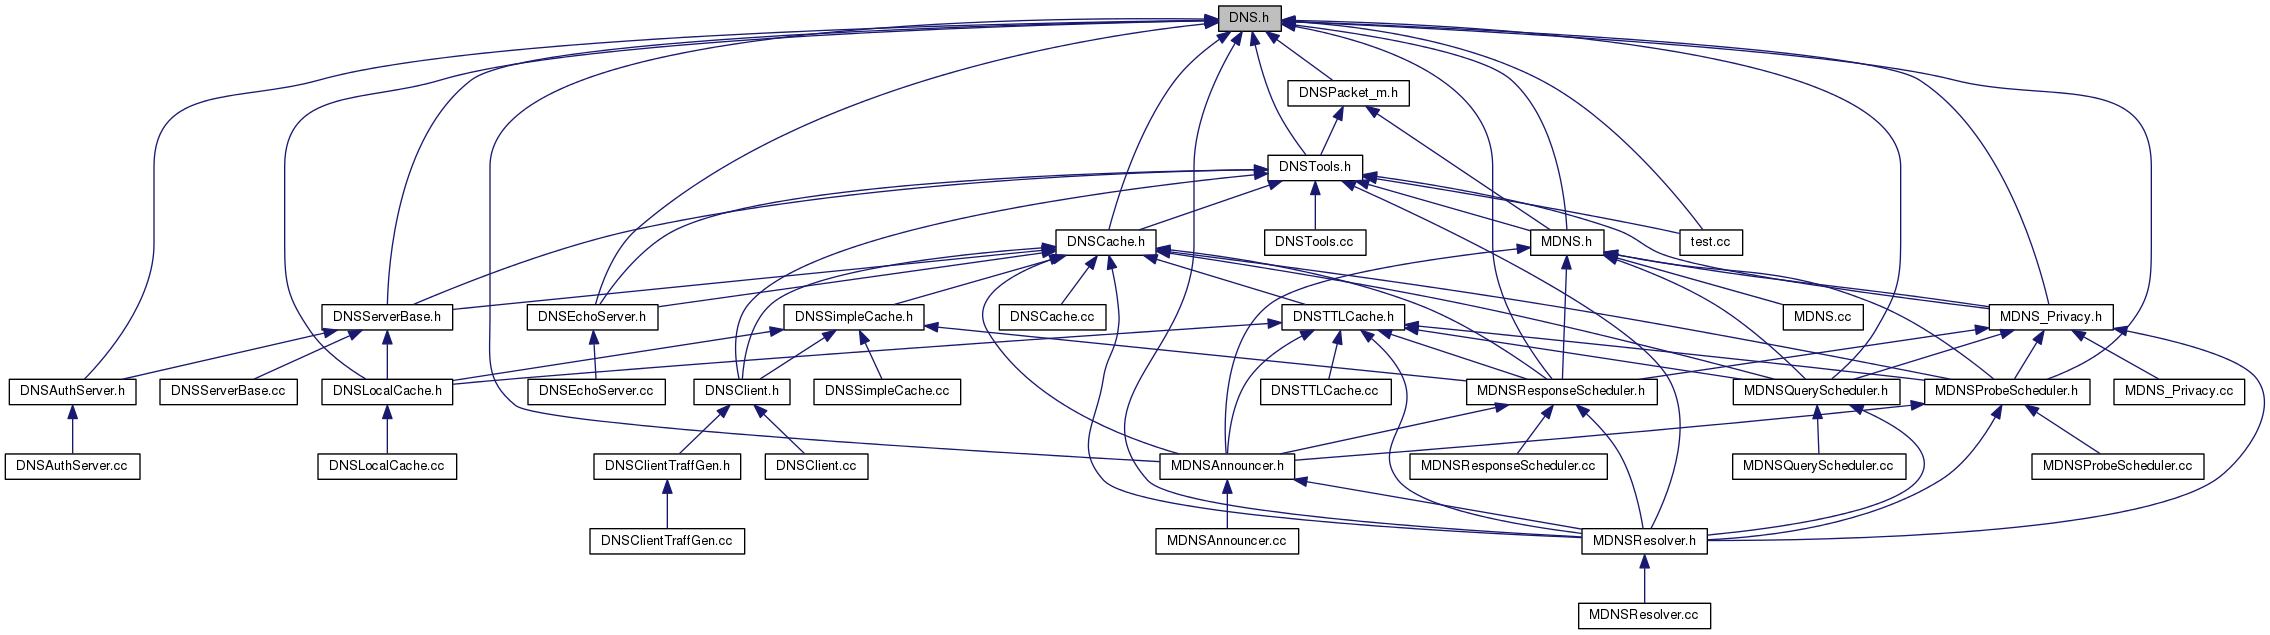 DNS.h
DNSPacket_m.h
DNSTools.h
DNSCache.h
DNSTools.cc
MDNS.h
test.cc
DNSServerBase.h
DNSEchoServer.h
DNSSimpleCache.h
DNSCache.cc
DNSTTLCache.h
MDNS.cc
MDNS_Privacy.h
DNSAuthServer.h
DNSServerBase.cc
DNSLocalCache.h
DNSEchoServer.cc
DNSClient.h
DNSSimpleCache.cc
DNSTTLCache.cc
MDNSResponseScheduler.h
MDNSQueryScheduler.h
MDNSProbeScheduler.h
MDNS_Privacy.cc
DNSAuthServer.cc
DNSLocalCache.cc
DNSClientTraffGen.h
DNSClient.cc
MDNSAnnouncer.h
MDNSResponseScheduler.cc
MDNSQueryScheduler.cc
MDNSProbeScheduler.cc
DNSClientTraffGen.cc
MDNSAnnouncer.cc
MDNSResolver.h
MDNSResolver.cc